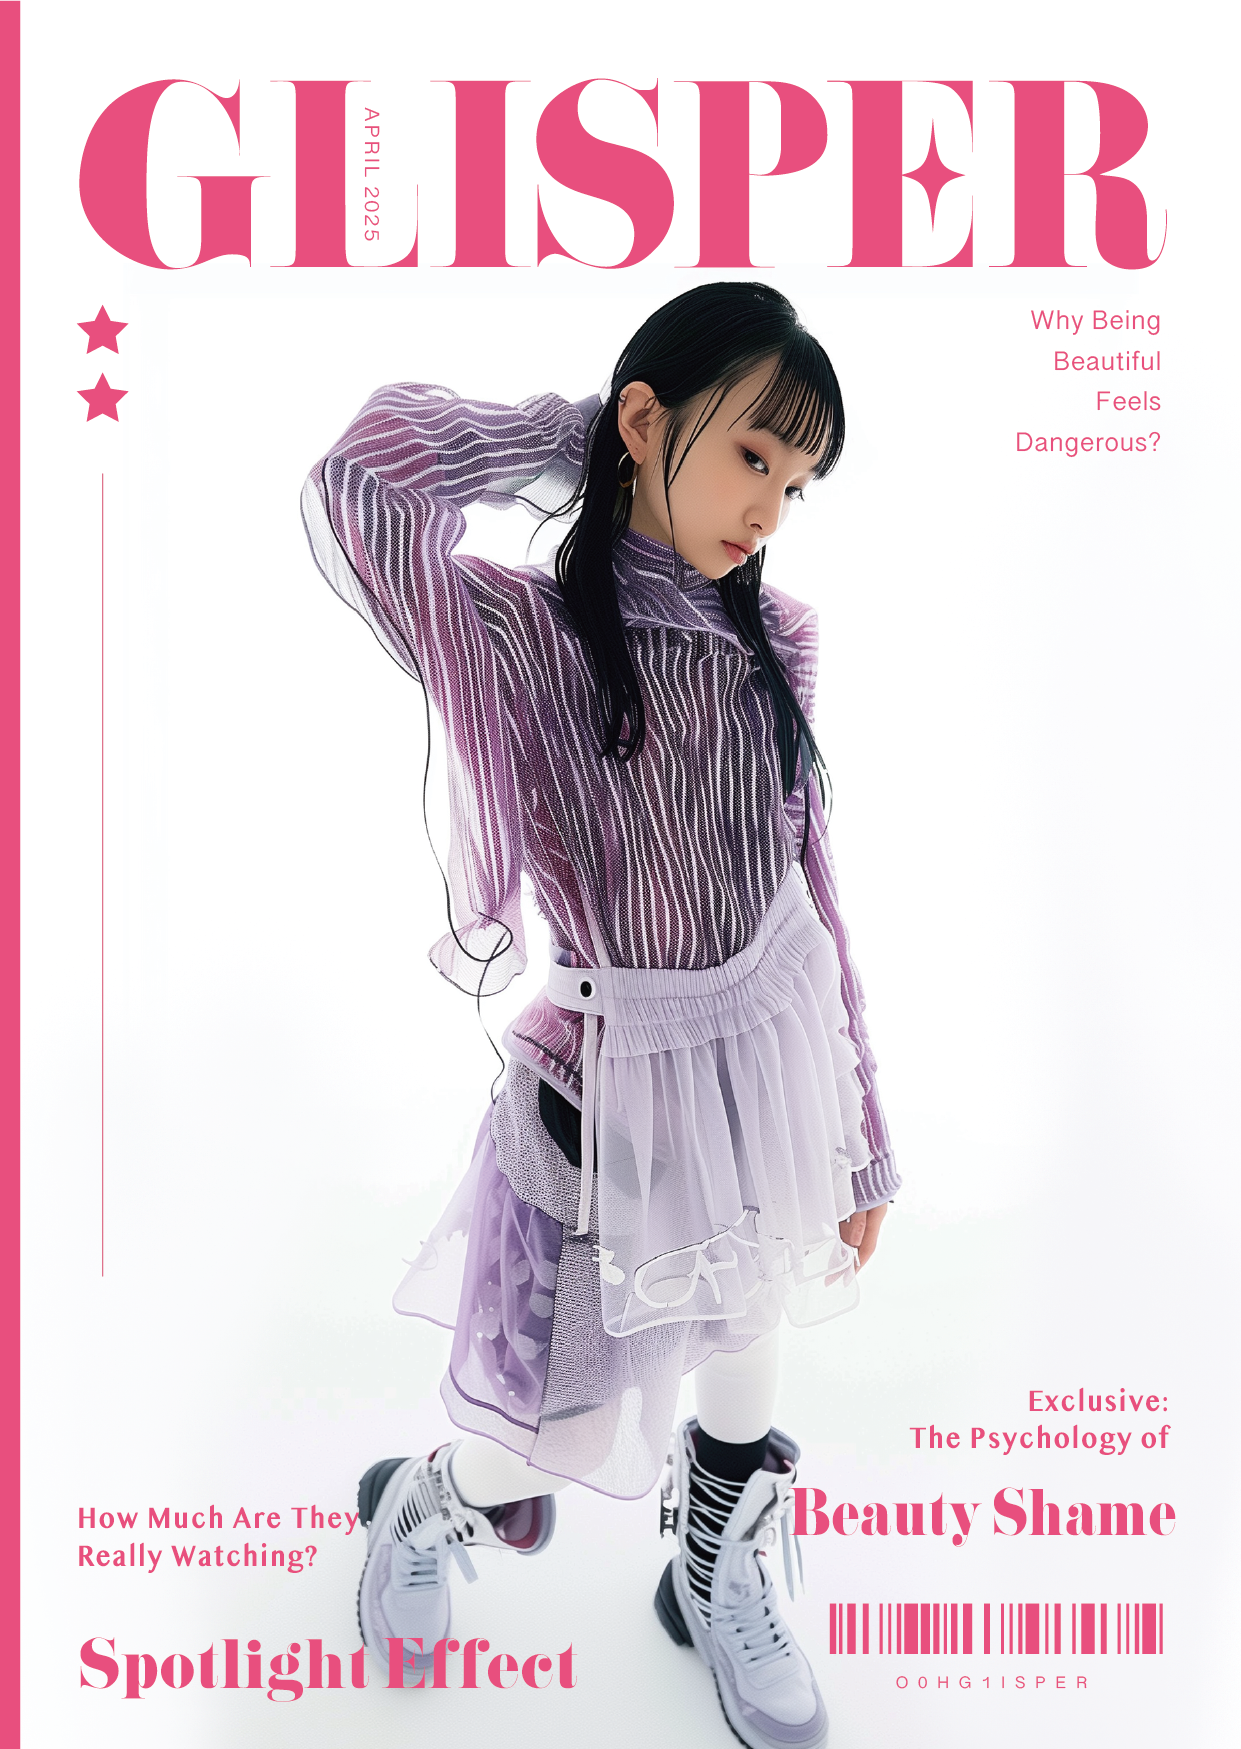 GLISPER
APRIL 2025
Why Being
Beautiful
Feels
Dangerous?
Exclusive:
The Psychology of
Beauty Shame
How Much Are They
Really Watching?
Spotlight Effect
O0HG1ISPER